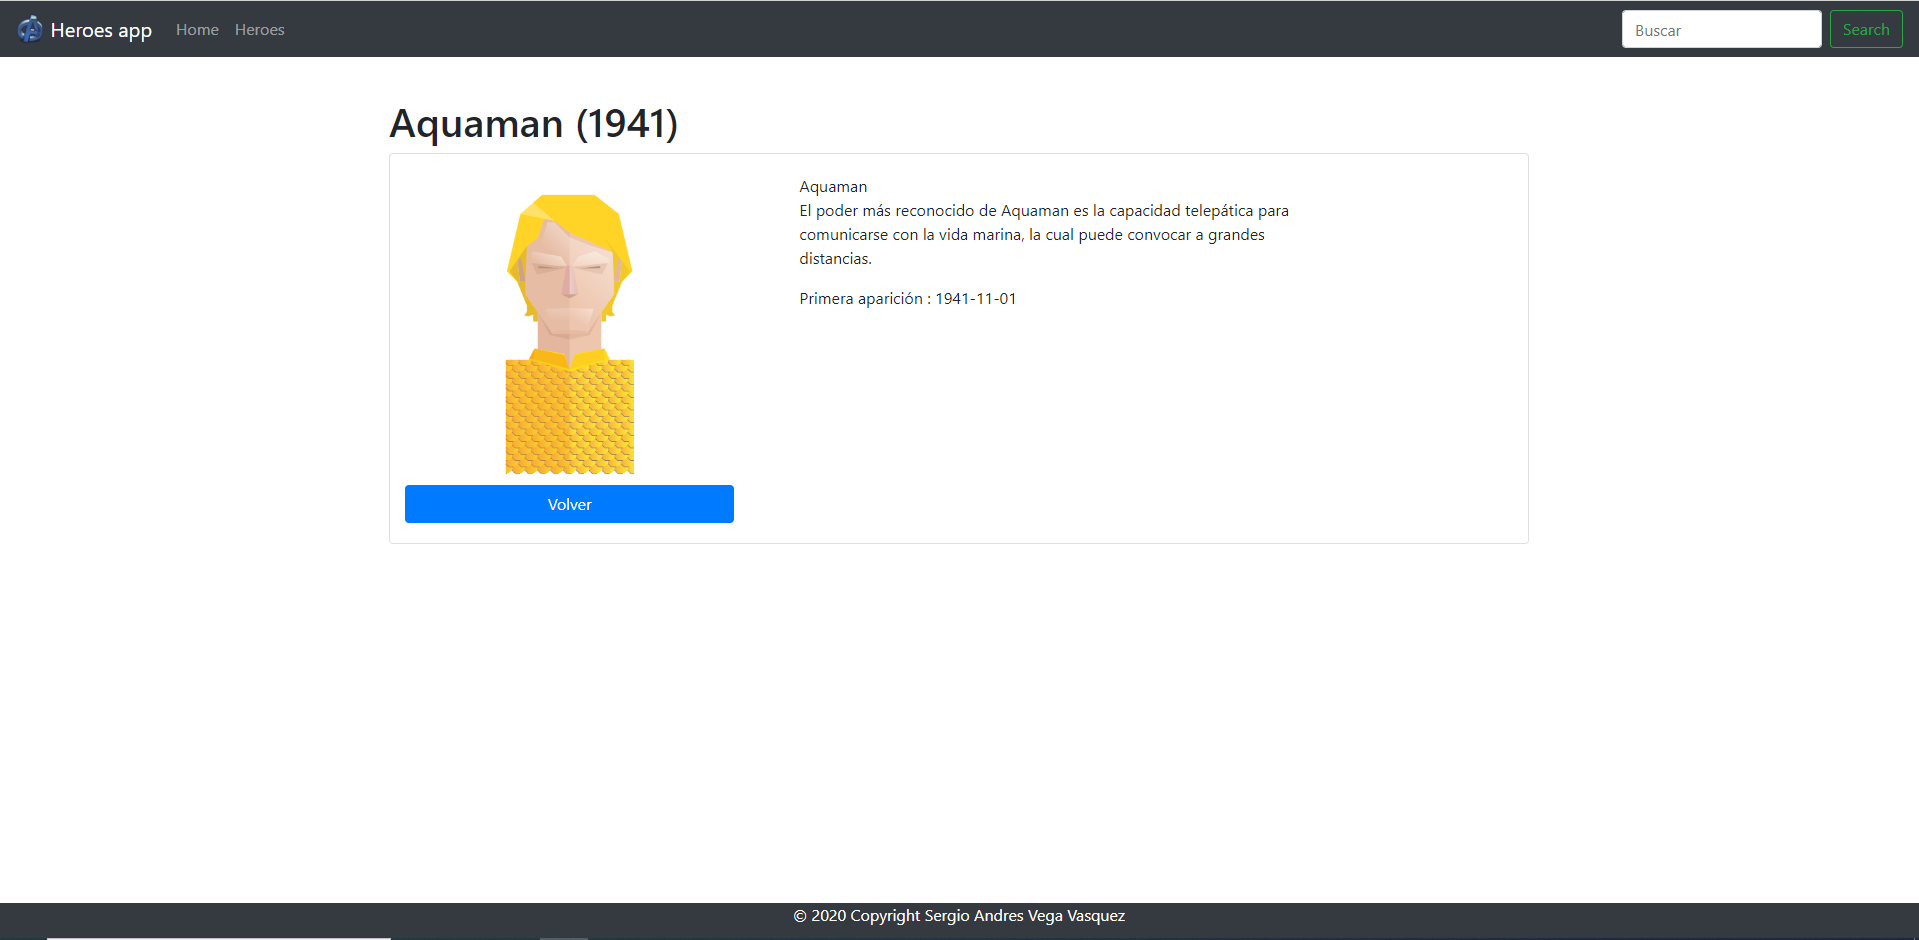 Heroes app Home Heroes Buscar Search
Aquaman (1941)
Aquaman
El poder más reconocido de Aquaman es la capacidad telepática para
comunicarse con la vida marina, la cual puede convocar a grandes
distancias.
Primera aparición : 1941-11-01
Volver
© 2020 Copyright Sergio Andres Vega Vasquez